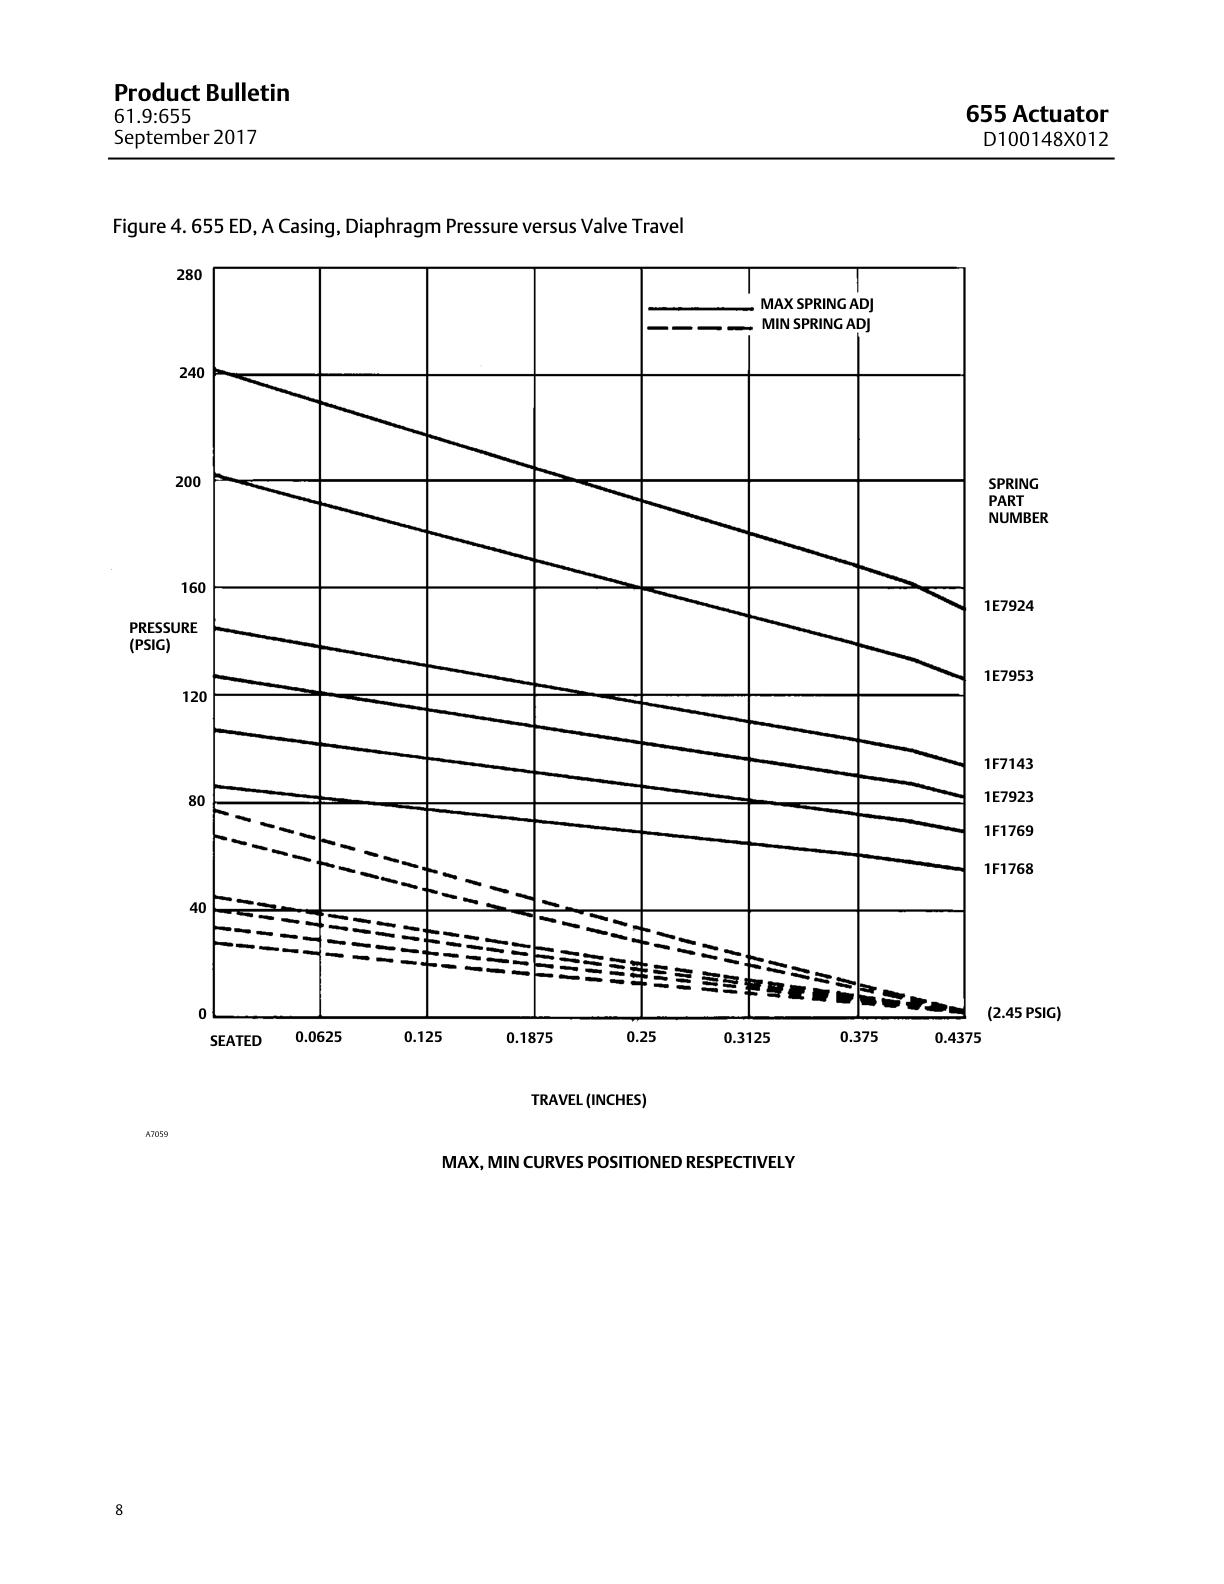 Product Bulletin
61.9:655
September 2017
655 Actuator
D100148X012
Figure 4. 655 ED, A Casing, Diaphragm Pressure versus Valve Travel
280
240
200
160
PRESSURE
(PSIG)
120
80
40
0
MAX SPRING ADJ
MIN SPRING ADJ
SPRING
PART
NUMBER
1E7924
1E7953
1F7143
1E7923
1F1769
1F1768
(2.45 PSIG)
SEATED 0.0625 0.125 0.1875 0.25 0.3125 0.375 0.4375
TRAVEL (INCHES)
A7059
MAX, MIN CURVES POSITIONED RESPECTIVELY
8